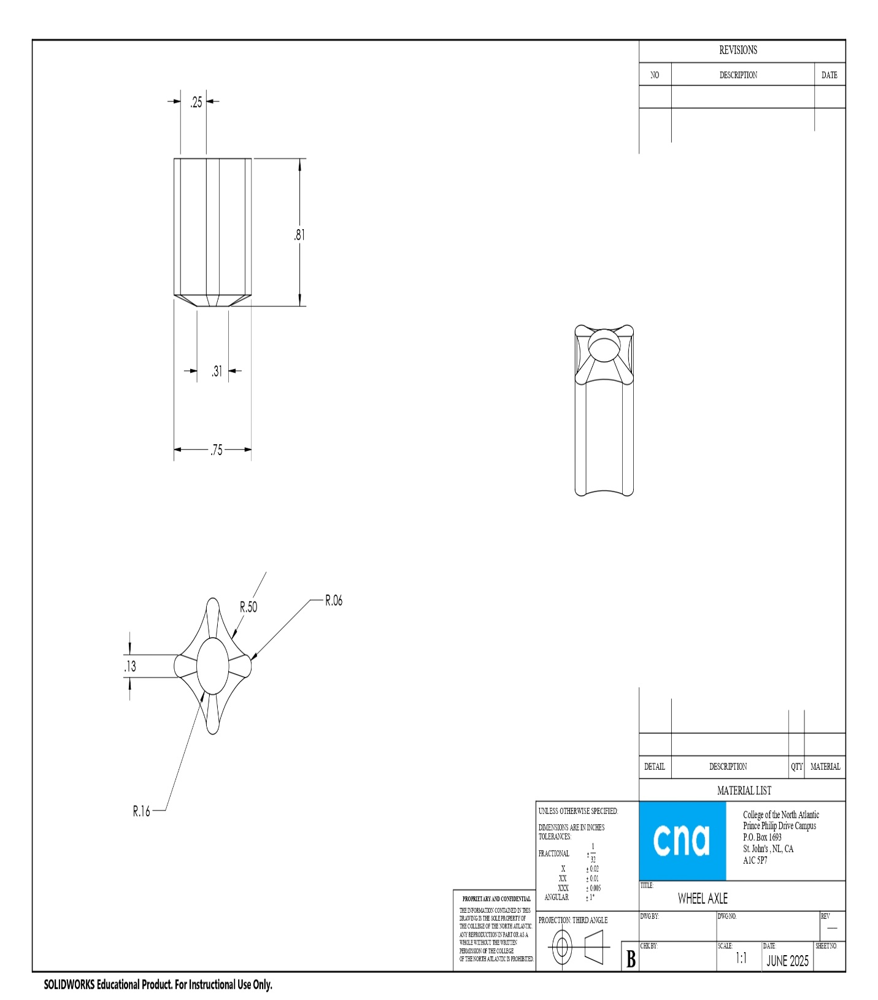 REVISIONS
NO DESCRIPTION DATE
.25
.81
.31
.75
R.50
R.06
.13
R.16
DETAIL DESCRIPTION QTY MATERIAL
MATERIAL LIST
UNLESS OTHERWISE SPECIFIED:
DIMENSIONS ARE IN INCHES
TOLERANCES:
FRACTIONAL ± 1/32
X ± 0.02
XX ± 0.01
XXX ± 0.005
ANGULAR ± 1°
PROJECTION: THIRD ANGLE
cna
College of the North Atlantic
Prince Philip Drive Campus
P.O. Box 1693
St. John's , NL, CA
A1C 5P7
TITLE:
WHEEL AXLE
DWG BY: DWG NO. REV
—
CHK BY: SCALE: DATE: SHEET NO.
1:1 JUNE 2025
B
PROPRIETARY AND CONFIDENTIAL
THE INFORMATION CONTAINED IN THIS
DRAWING IS THE SOLE PROPERTY OF
THE COLLEGE OF THE NORTH ATLANTIC.
ANY REPRODUCTION IN PART OR AS A
WHOLE WITHOUT THE WRITTEN
PERMISSION OF THE COLLEGE
OF THE NORTH ATLANTIC IS PROHIBITED.
SOLIDWORKS Educational Product. For Instructional Use Only.